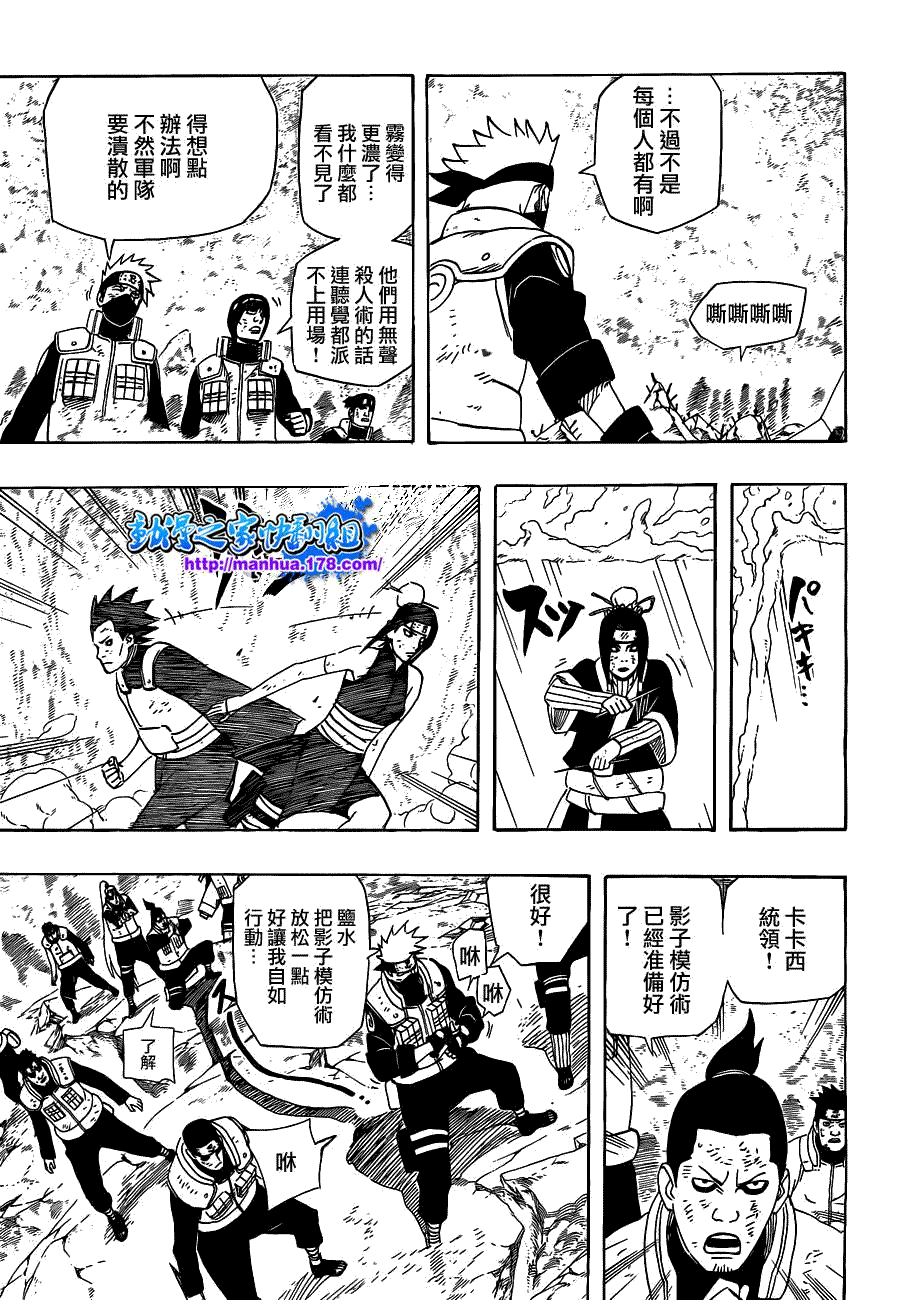 …不過不是
每個人都有啊
嘶嘶嘶嘶
霧變得
更濃了…
我什麼都
看不見了
他們用無聲
殺人術的話
連聽覺都派
不上用場！
得想點
辦法啊
不然軍隊
要潰散的
パキキ…
スッ
動漫之家漢化組
http://manhua.178.com/
卡卡西
統領！
影子模仿術
已經准備好
了！
很好！
咻
咻
鹽水
把影子模仿術
放松一點
好讓我自如
行動…
了解
咻